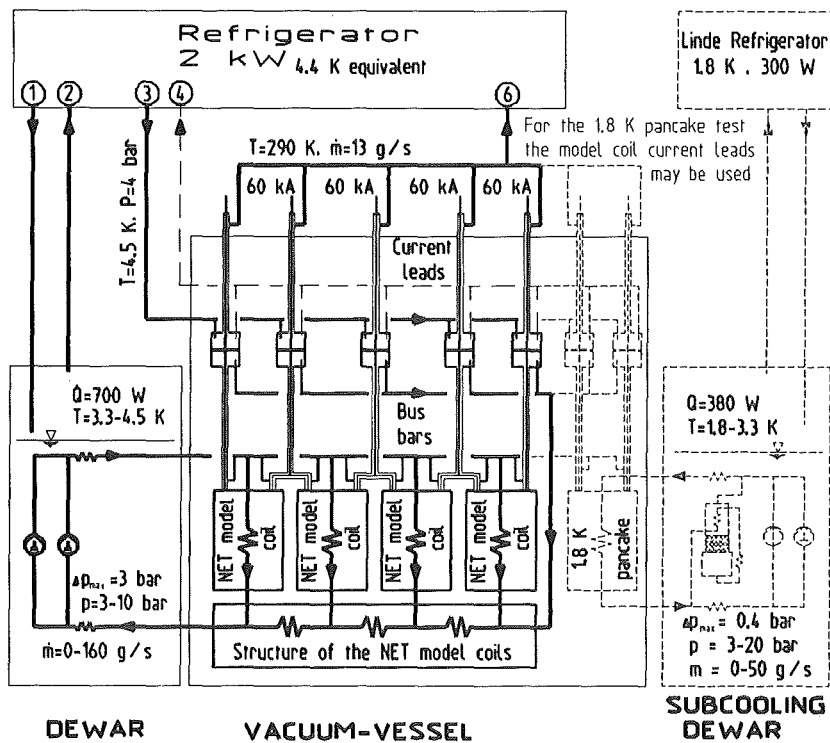 Refrigerator
2 kW 4.4 K equivalent
Linde Refrigerator
1.8 K . 300 W
1 2 3 4 6
For the 1.8 K pancake test
the model coil current leads
may be used
T=290 K. ṁ=13 g/s
60 kA 60 kA 60 kA 60 kA
T=4.5 K. P=4 bar
Current
leads
Q=700 W
T=3.3-4.5 K
Bus
bars
Q=380 W
T=1.8-3.3 K
NET model
coil
NET model
coil
NET model
coil
NET model
coil
1.8 K
pancake
Δpmax =3 bar
p=3-10 bar
ṁ=0-160 g/s
Structure of the NET model coils
Δpmax = 0.4 bar
p = 3-20 bar
m = 0-50 g/s
DEWAR
VACUUM-VESSEL
SUBCOOLING
DEWAR